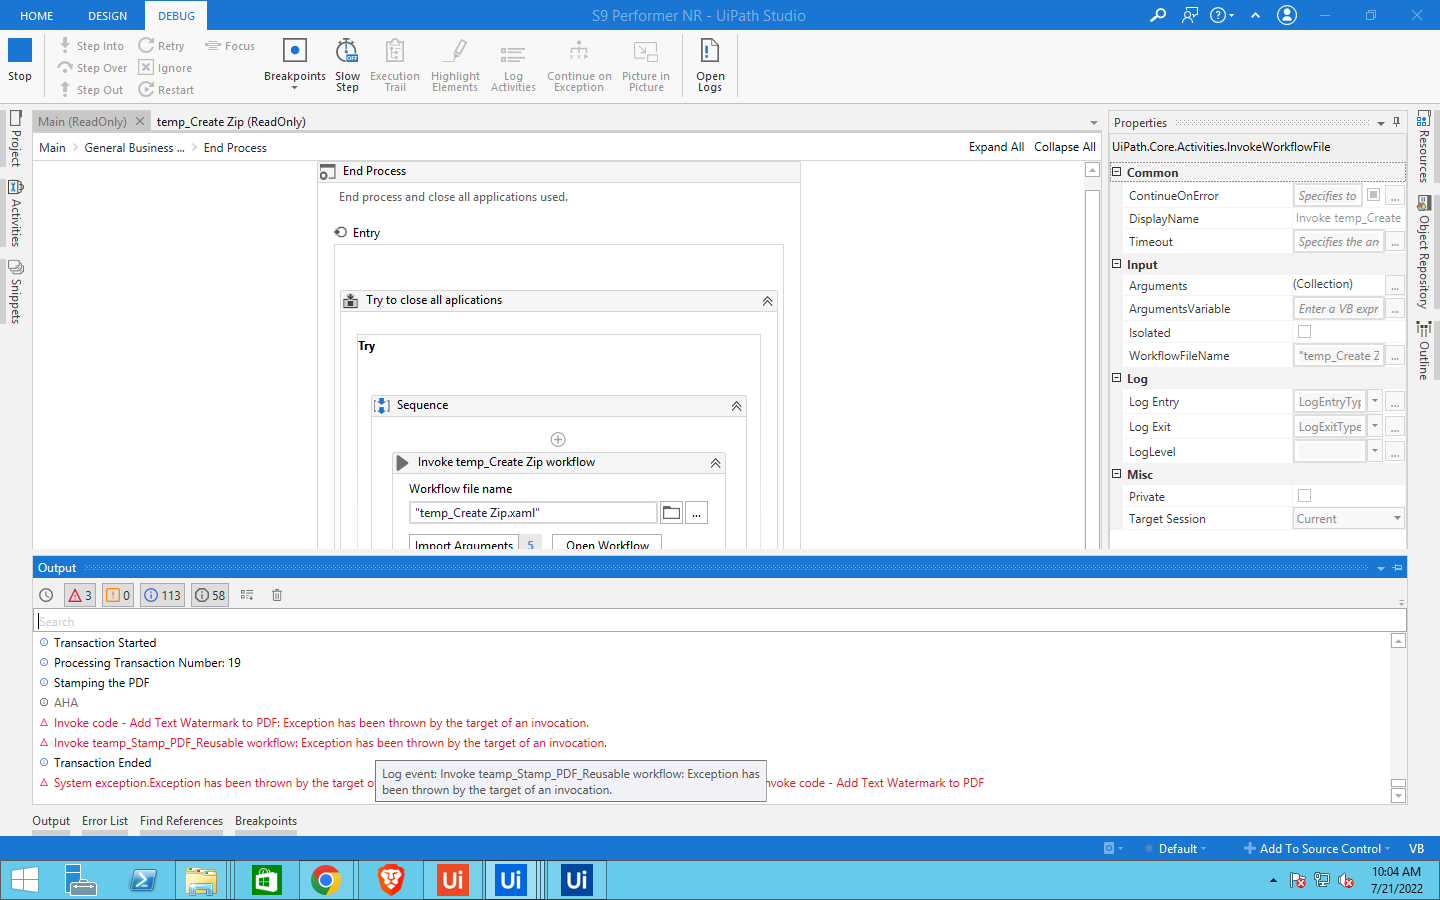 HOME DESIGN DEBUG S9 Performer NR - UiPath Studio
Stop
Step Into
Step Over
Step Out
Retry
Ignore
Restart
Focus
Breakpoints
Slow Step
OFF
Execution Trail
Highlight Elements
Log Activities
Continue on Exception
Picture in Picture
Open Logs
Project
Activities
Snippets
Main (ReadOnly) temp_Create Zip (ReadOnly)
Main General Business ... End Process Expand All Collapse All
End Process
End process and close all applications used.
Entry
Try to close all aplications
Try
Sequence
Invoke temp_Create Zip workflow
Workflow file name
"temp_Create Zip.xaml" ...
Import Arguments 5 Open Workflow
Properties
UiPath.Core.Activities.InvokeWorkflowFile
Common
ContinueOnError Specifies to ...
DisplayName Invoke temp_Create
Timeout Specifies the an ...
Input
Arguments (Collection) ...
ArgumentsVariable Enter a VB expr ...
Isolated
WorkflowFileName "temp_Create Z ...
Log
Log Entry LogEntryTyp ...
Log Exit LogExitType ...
LogLevel ...
Misc
Private
Target Session Current
Resources
Object Repository
Outline
Output
3 0 113 58
Search
Transaction Started
Processing Transaction Number: 19
Stamping the PDF
AHA
Invoke code - Add Text Watermark to PDF: Exception has been thrown by the target of an invocation.
Invoke teamp_Stamp_PDF_Reusable workflow: Exception has been thrown by the target of an invocation.
Transaction Ended
System exception.Exception has been thrown by the target o nvoke code - Add Text Watermark to PDF
Log event: Invoke teamp_Stamp_PDF_Reusable workflow: Exception has
been thrown by the target of an invocation.
Output Error List Find References Breakpoints
Default Add To Source Control VB
Ui Ui Ui
10:04 AM
7/21/2022